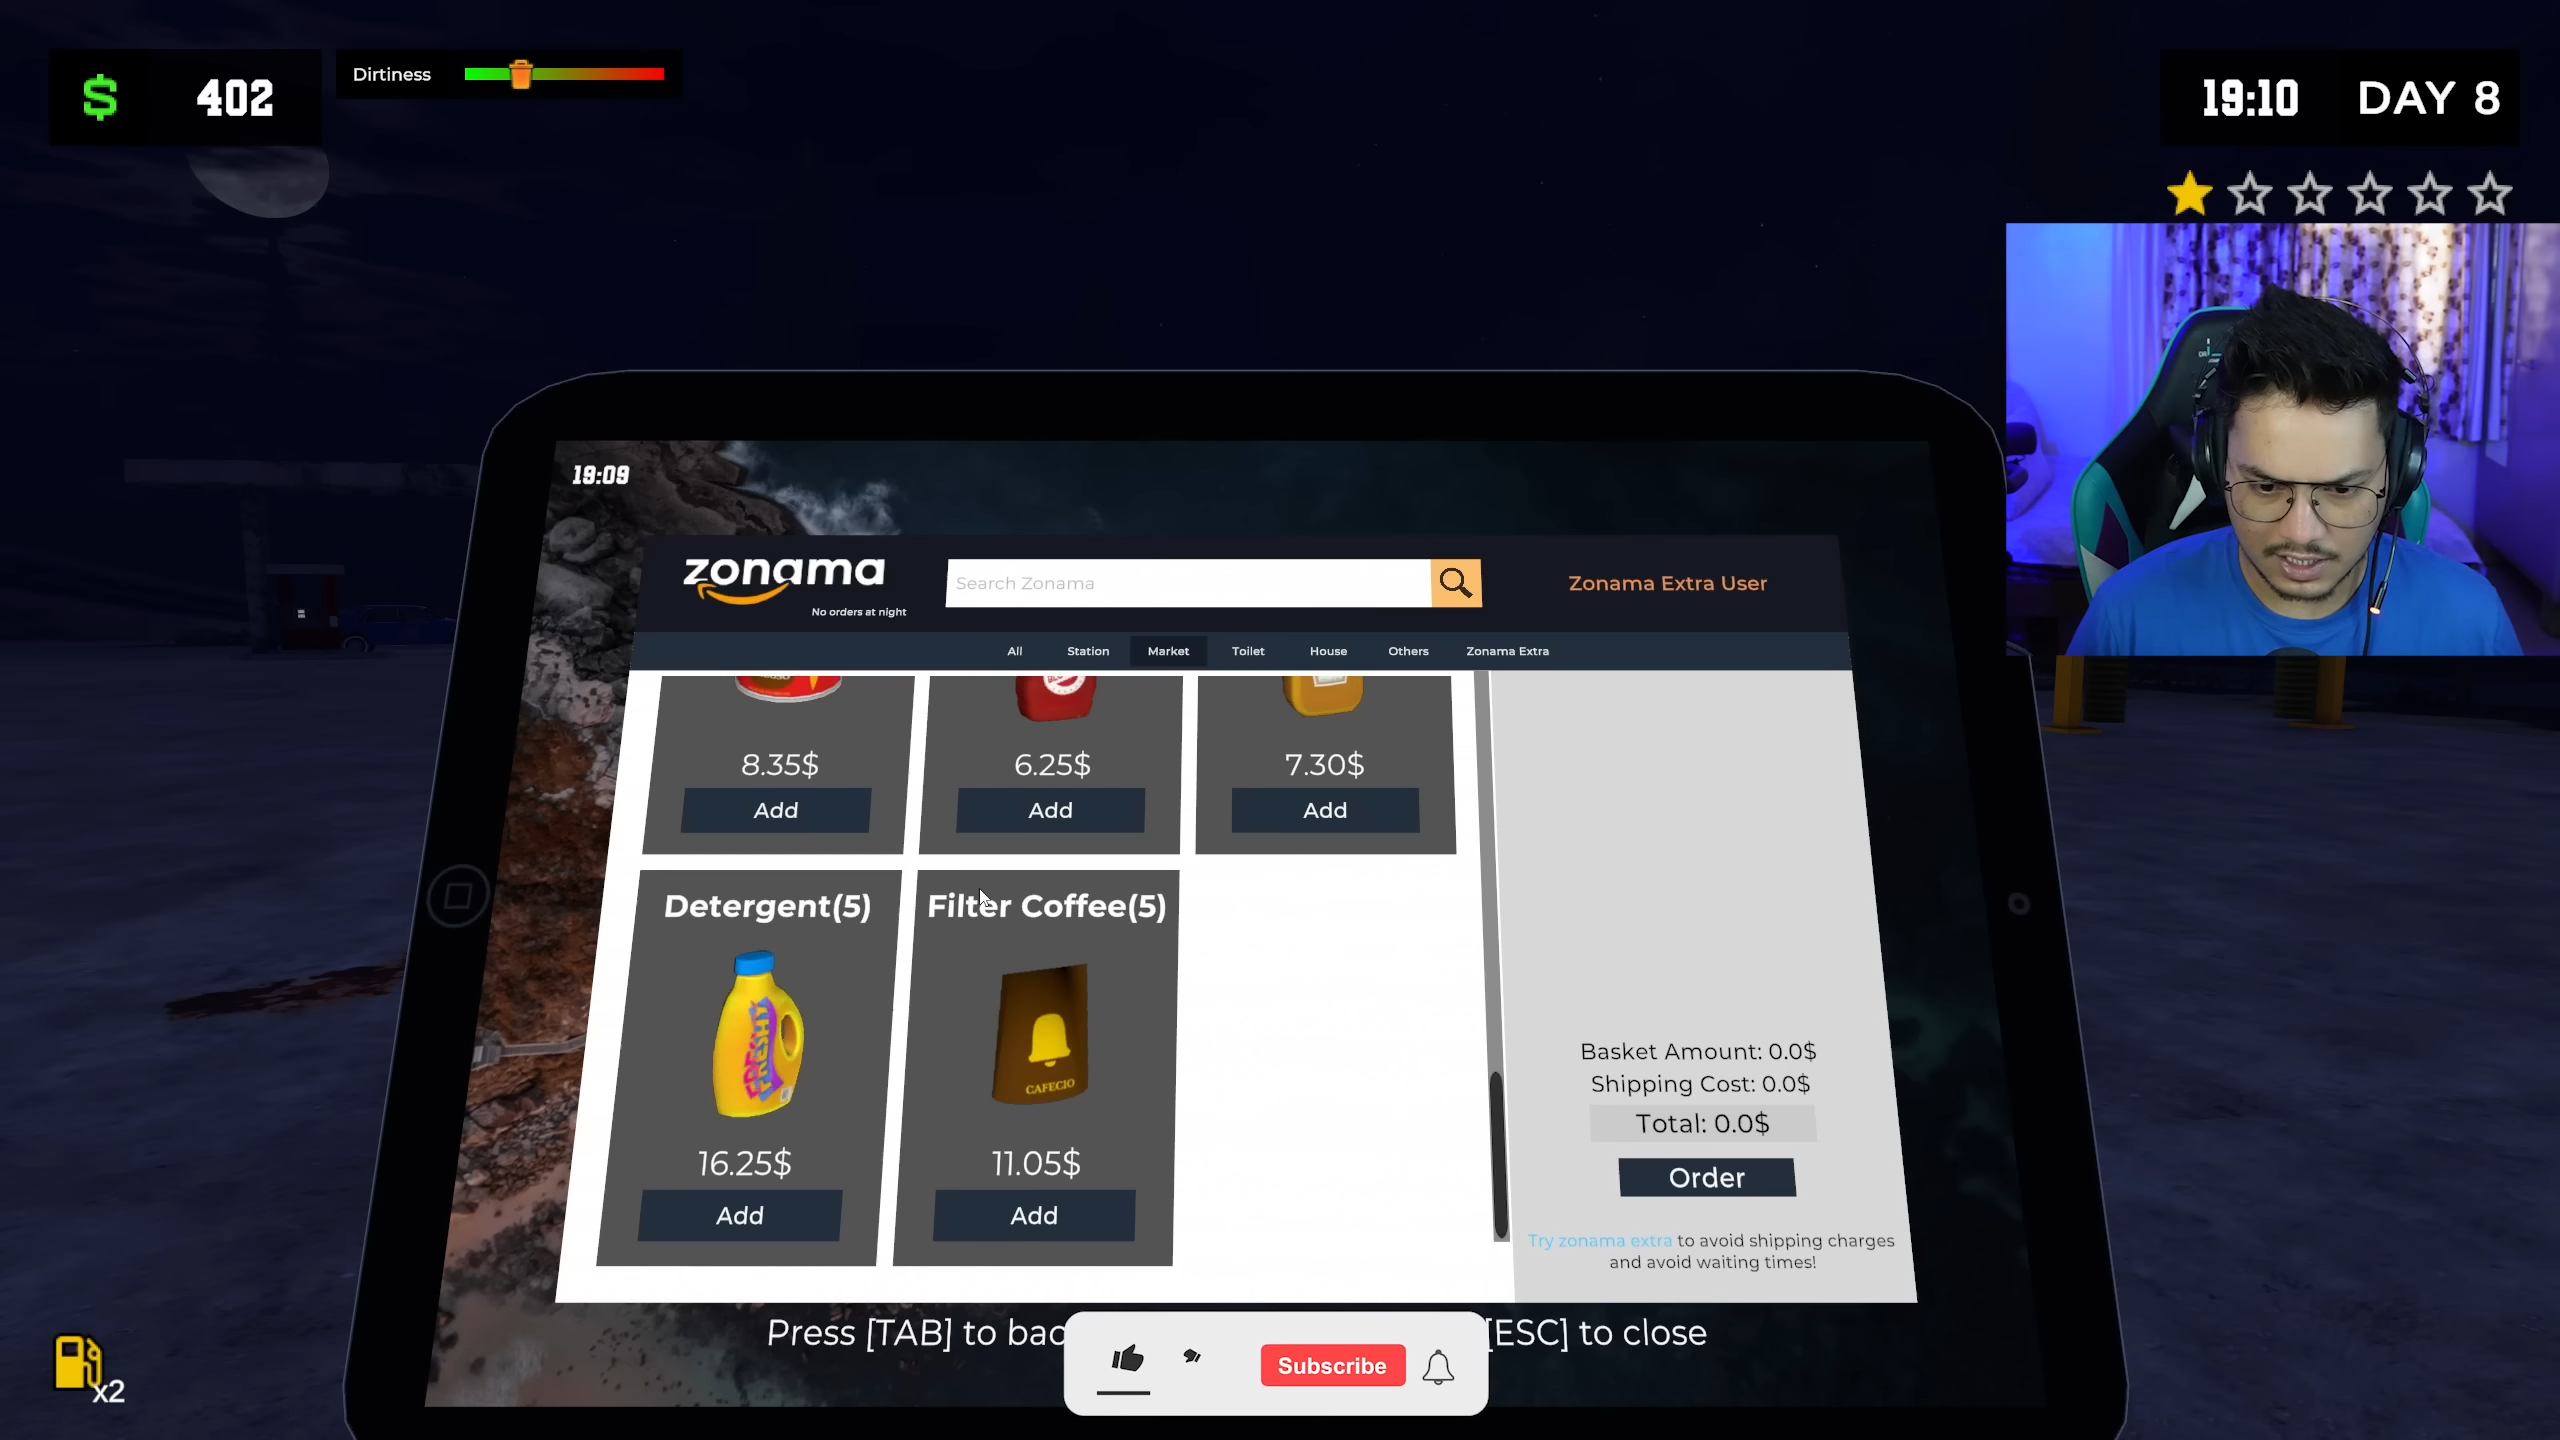 $ 402
Dirtiness
19:10 DAY 8
19:09
zonama
No orders at night
Search Zonama
Zonama Extra User
All Station Market Toilet House Others Zonama Extra
8.35$ 6.25$ 7.30$
Add Add Add
Detergent(5) Filter Coffee(5)
FRESHY
CAFECIO
16.25$ 11.05$
Add Add
Basket Amount: 0.0$
Shipping Cost: 0.0$
Total: 0.0$
Order
Try zonama extra to avoid shipping charges
and avoid waiting times!
Press [TAB] to bac [ESC] to close
Subscribe
x2